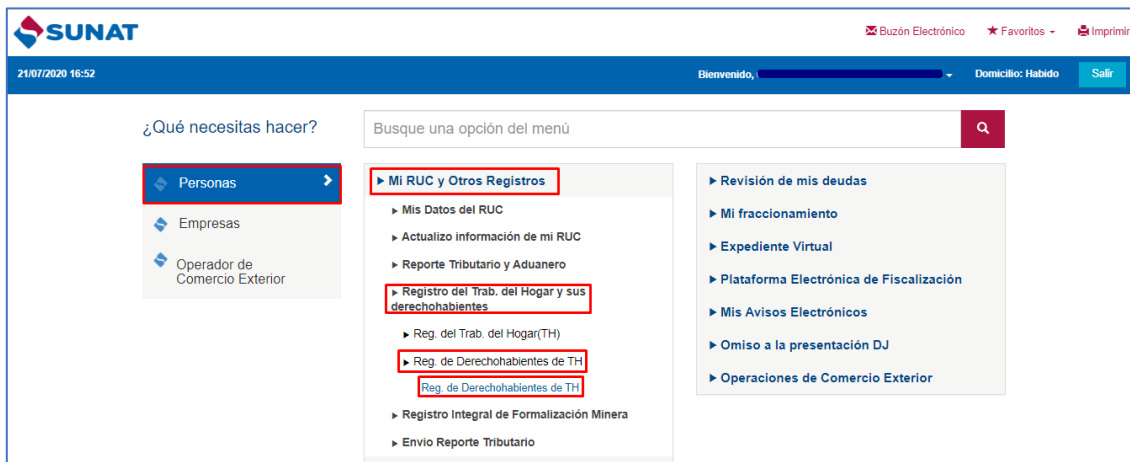 SUNAT
Buzón Electrónico
Favoritos
Imprimir
21/07/2020 16:52
Bienvenido,
Domicilio: Habido
Salir
¿Qué necesitas hacer?
Busque una opción del menú
Personas
Empresas
Operador de
Comercio Exterior
Mi RUC y Otros Registros
Mis Datos del RUC
Actualizo información de mi RUC
Reporte Tributario y Aduanero
Registro del Trab. del Hogar y sus
derechohabientes
Reg. del Trab. del Hogar(TH)
Reg. de Derechohabientes de TH
Reg. de Derechohabientes de TH
Registro Integral de Formalización Minera
Envio Reporte Tributario
Revisión de mis deudas
Mi fraccionamiento
Expediente Virtual
Plataforma Electrónica de Fiscalización
Mis Avisos Electrónicos
Omiso a la presentación DJ
Operaciones de Comercio Exterior